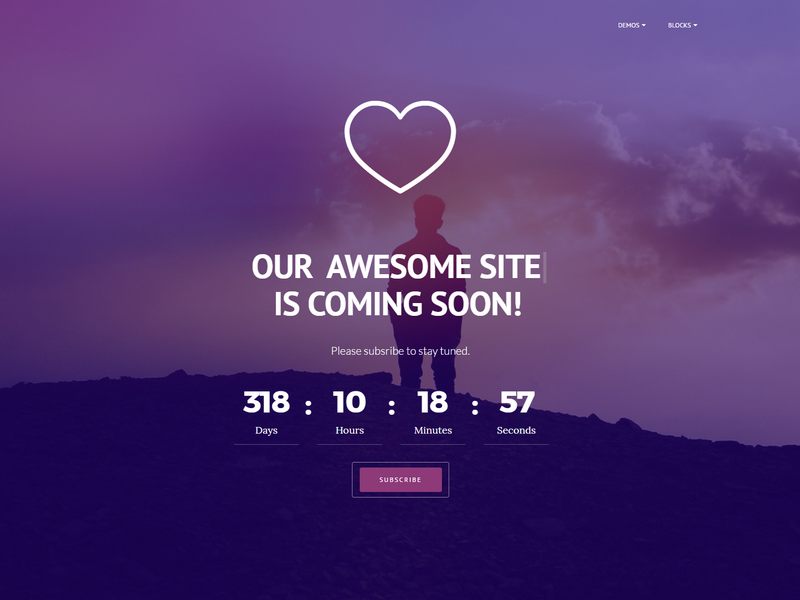 DEMOS BLOCKS
OUR AWESOME SITE
IS COMING SOON!
Please subsribe to stay tuned.
318 : 10 : 18 : 57
Days Hours Minutes Seconds
SUBSCRIBE